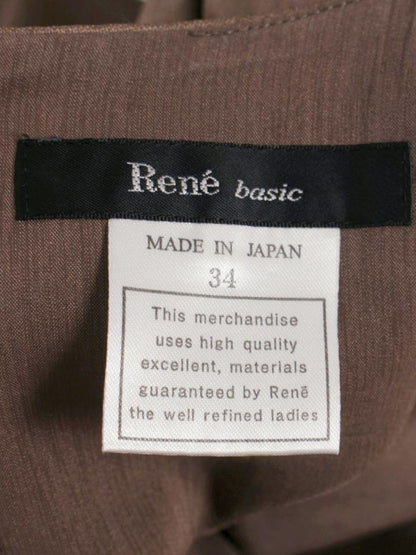 René basic
MADE IN JAPAN
34
This merchandise
uses high quality
excellent, materials
guaranteed by Renē
the well refined ladies